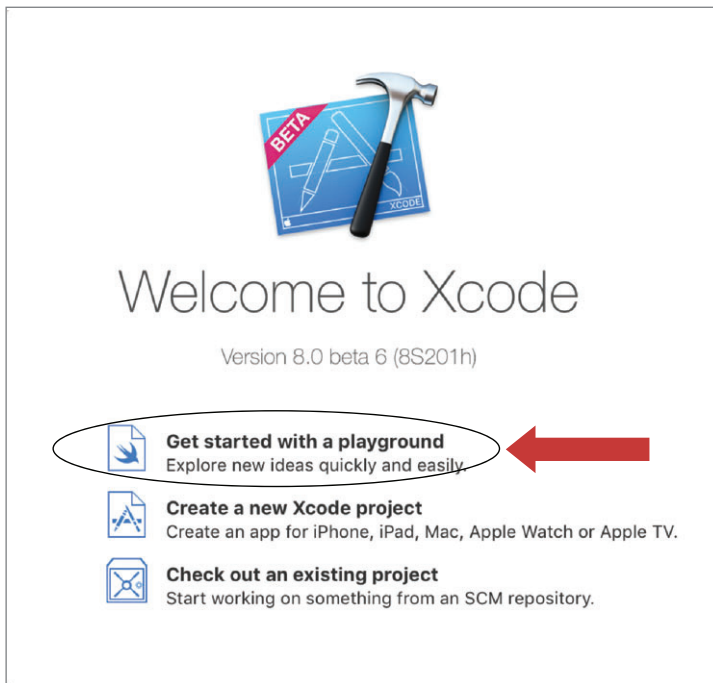 BETA
XCODE
Welcome to Xcode
Version 8.0 beta 6 (8S201h)
Get started with a playground
Explore new ideas quickly and easily.
Create a new Xcode project
Create an app for iPhone, iPad, Mac, Apple Watch or Apple TV.
Check out an existing project
Start working on something from an SCM repository.